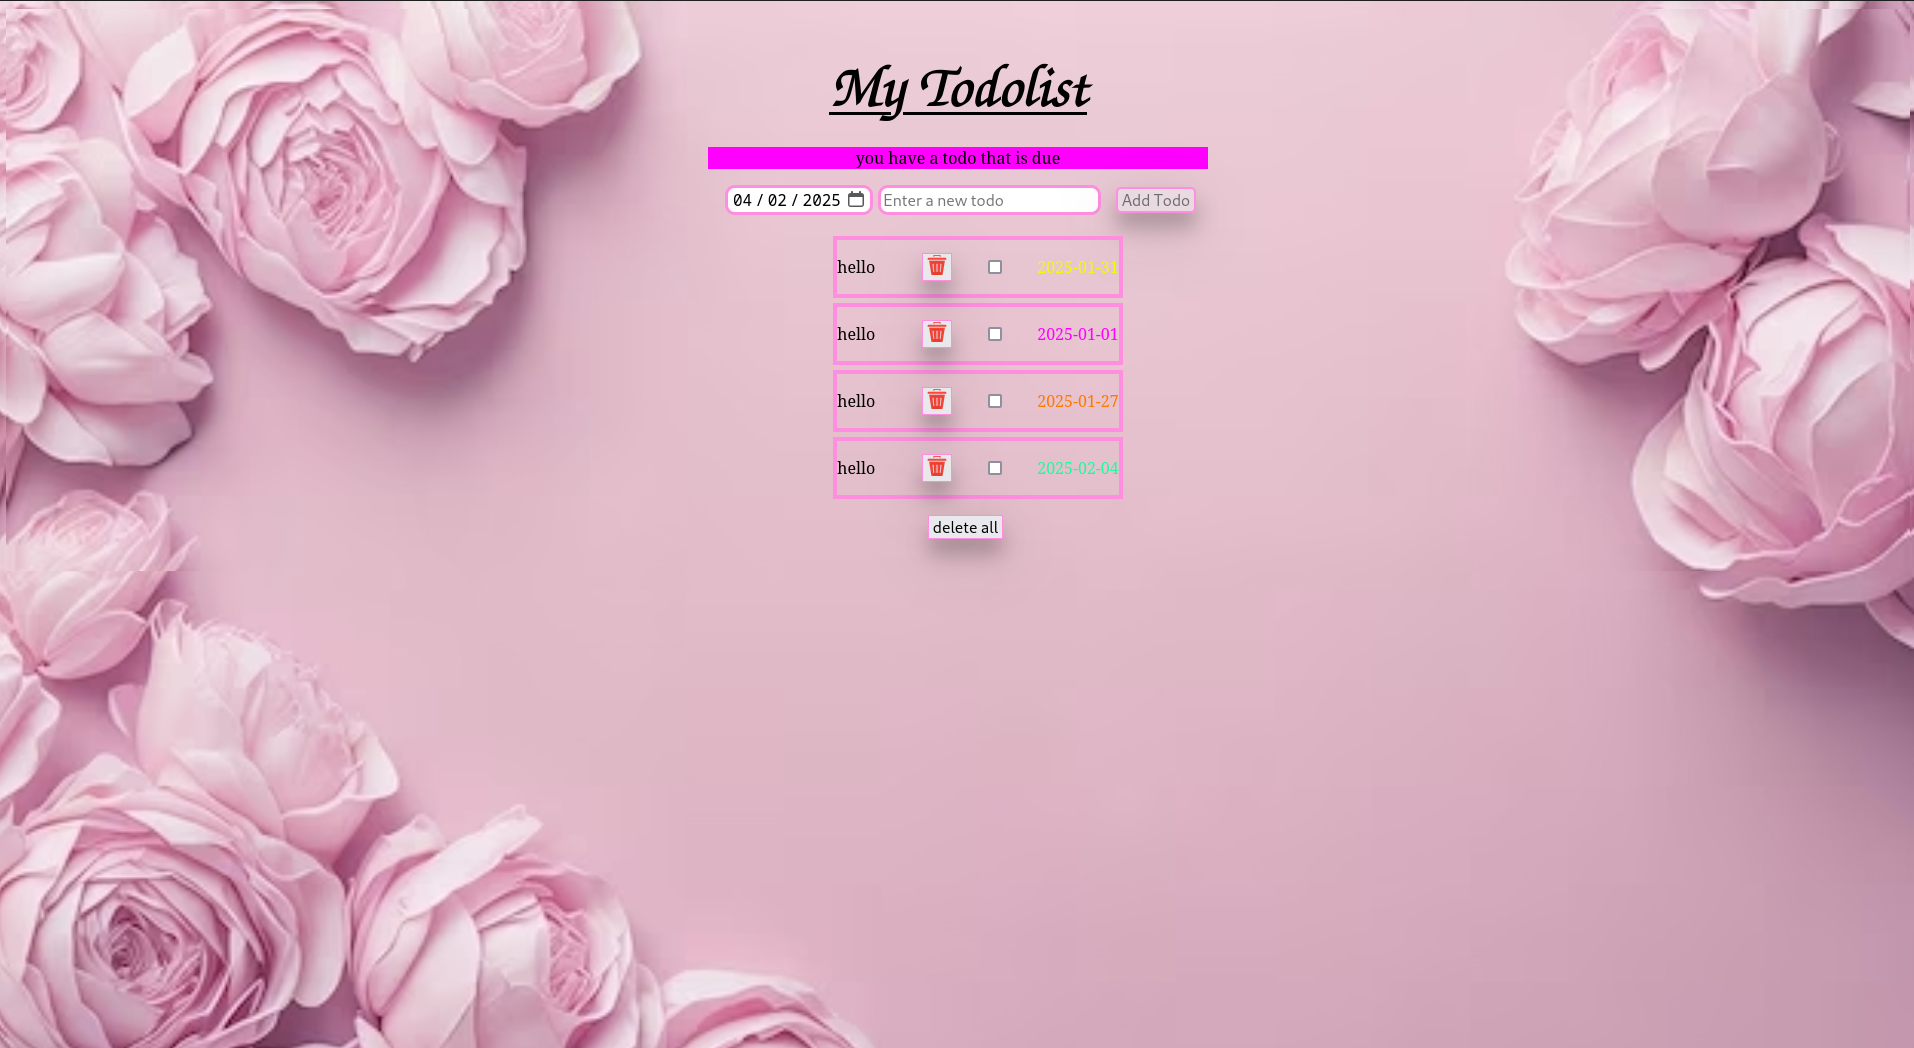 My Todolist
you have a todo that is due
04 / 02 / 2025 Enter a new todo Add Todo
hello 2025-01-31
hello 2025-01-01
hello 2025-01-27
hello 2025-02-04
delete all